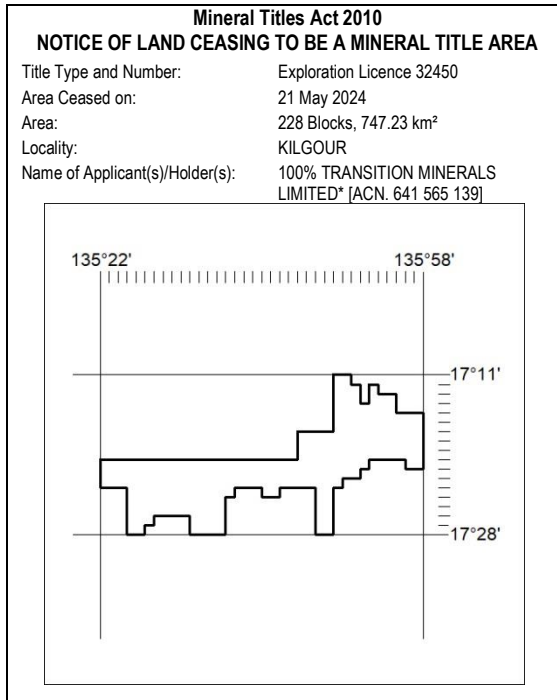 Mineral Titles Act 2010
NOTICE OF LAND CEASING TO BE A MINERAL TITLE AREA
Title Type and Number: Exploration Licence 32450
Area Ceased on: 21 May 2024
Area: 228 Blocks, 747.23 km²
Locality: KILGOUR
Name of Applicant(s)/Holder(s): 100% TRANSITION MINERALS
LIMITED* [ACN. 641 565 139]
135°22' 135°58'
17°11'
17°28'